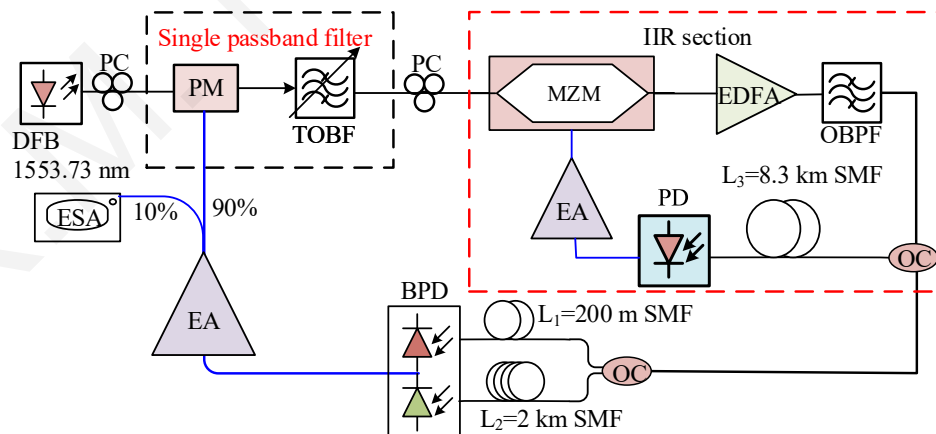 Single passband filter
IIR section
PC
PC
PM
MZM
EDFA
TOBF
OBPF
DFB
1553.73 nm
L₃=8.3 km SMF
ESA
10%
90%
EA
PD
OC
BPD
EA
L₁=200 m SMF
OC
L₂=2 km SMF